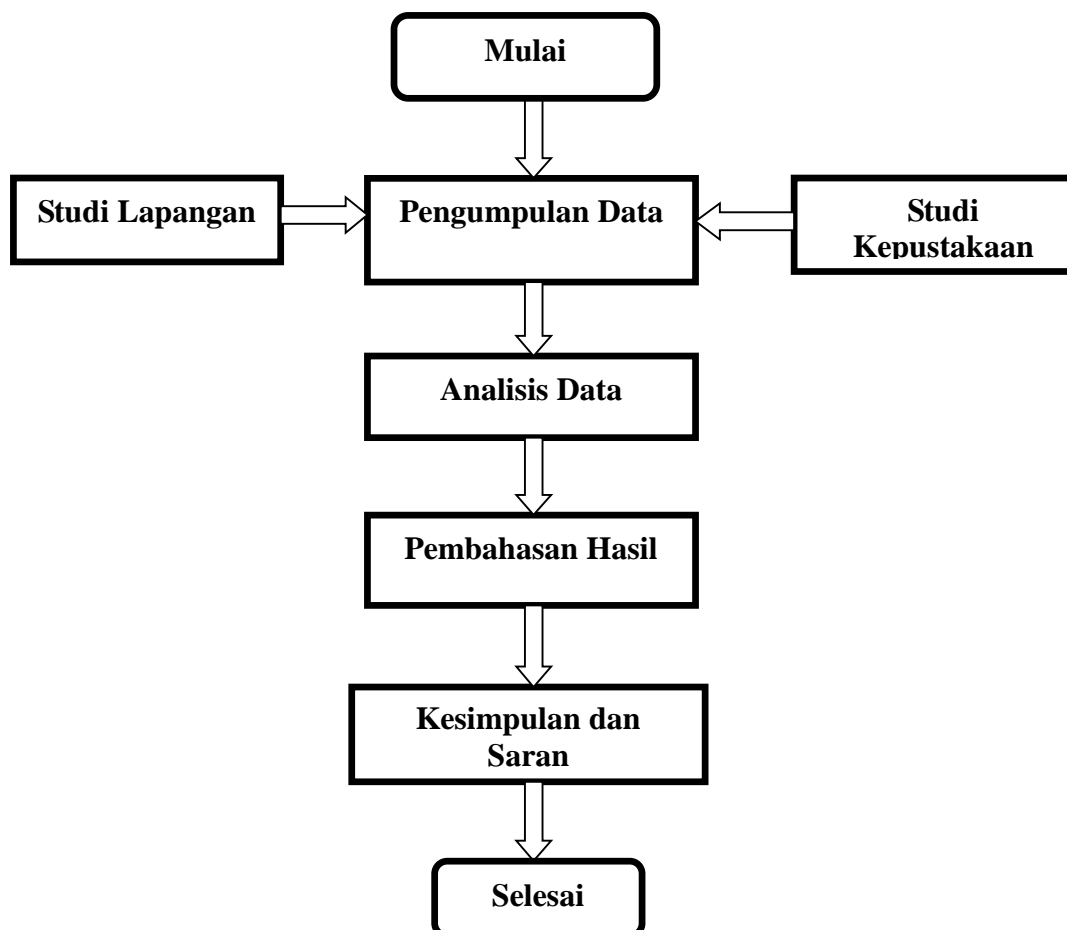 Mulai
Studi Lapangan
Pengumpulan Data
Studi
Kepustakaan
Analisis Data
Pembahasan Hasil
Kesimpulan dan
Saran
Selesai